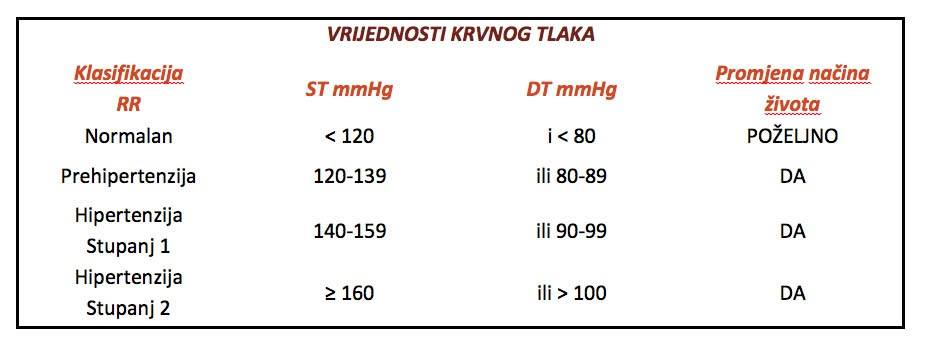 VRIJEDNOSTI KRVNOG TLAKA
Klasifikacija RR ST mmHg DT mmHg Promjena načina života
Normalan < 120 i < 80 POŽELJNO
Prehipertenzija 120-139 ili 80-89 DA
Hipertenzija Stupanj 1 140-159 ili 90-99 DA
Hipertenzija Stupanj 2 ≥ 160 ili > 100 DA